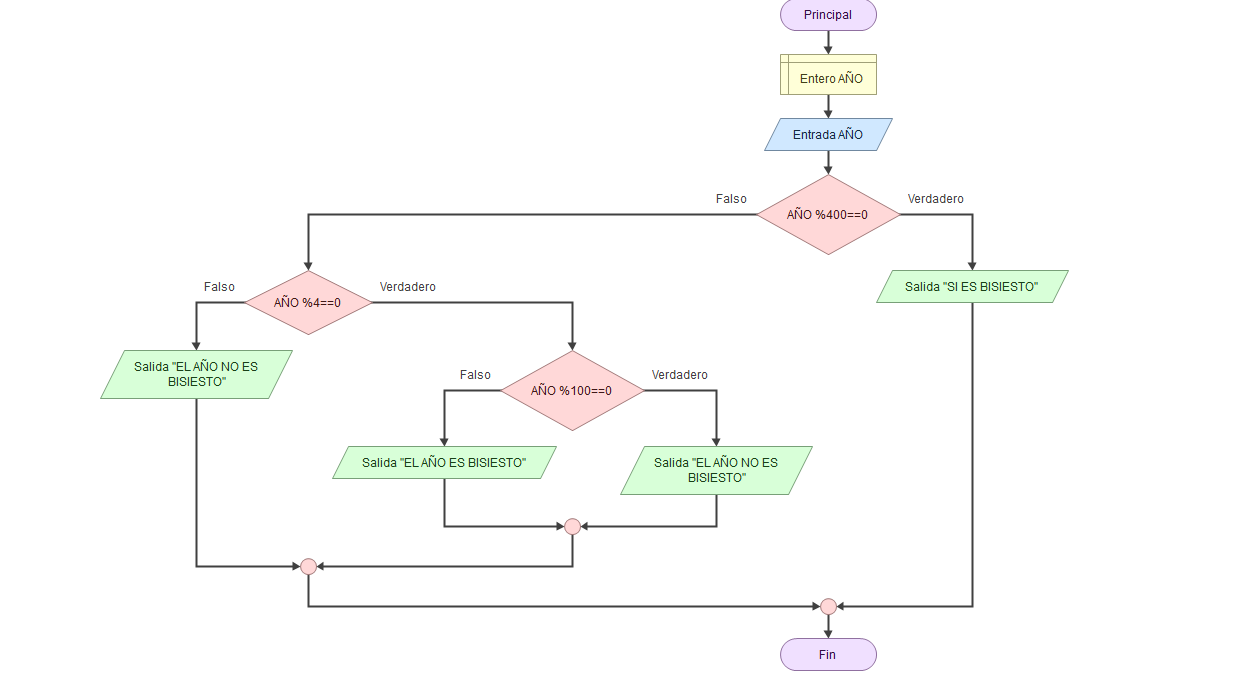 Principal
Entero AÑO
Entrada AÑO
Falso
AÑO %400==0
Verdadero
Salida "SI ES BISIESTO"
Falso
AÑO %4==0
Verdadero
Salida "EL AÑO NO ES
BISIESTO"
Falso
AÑO %100==0
Verdadero
Salida "EL AÑO ES BISIESTO"
Salida "EL AÑO NO ES
BISIESTO"
Fin